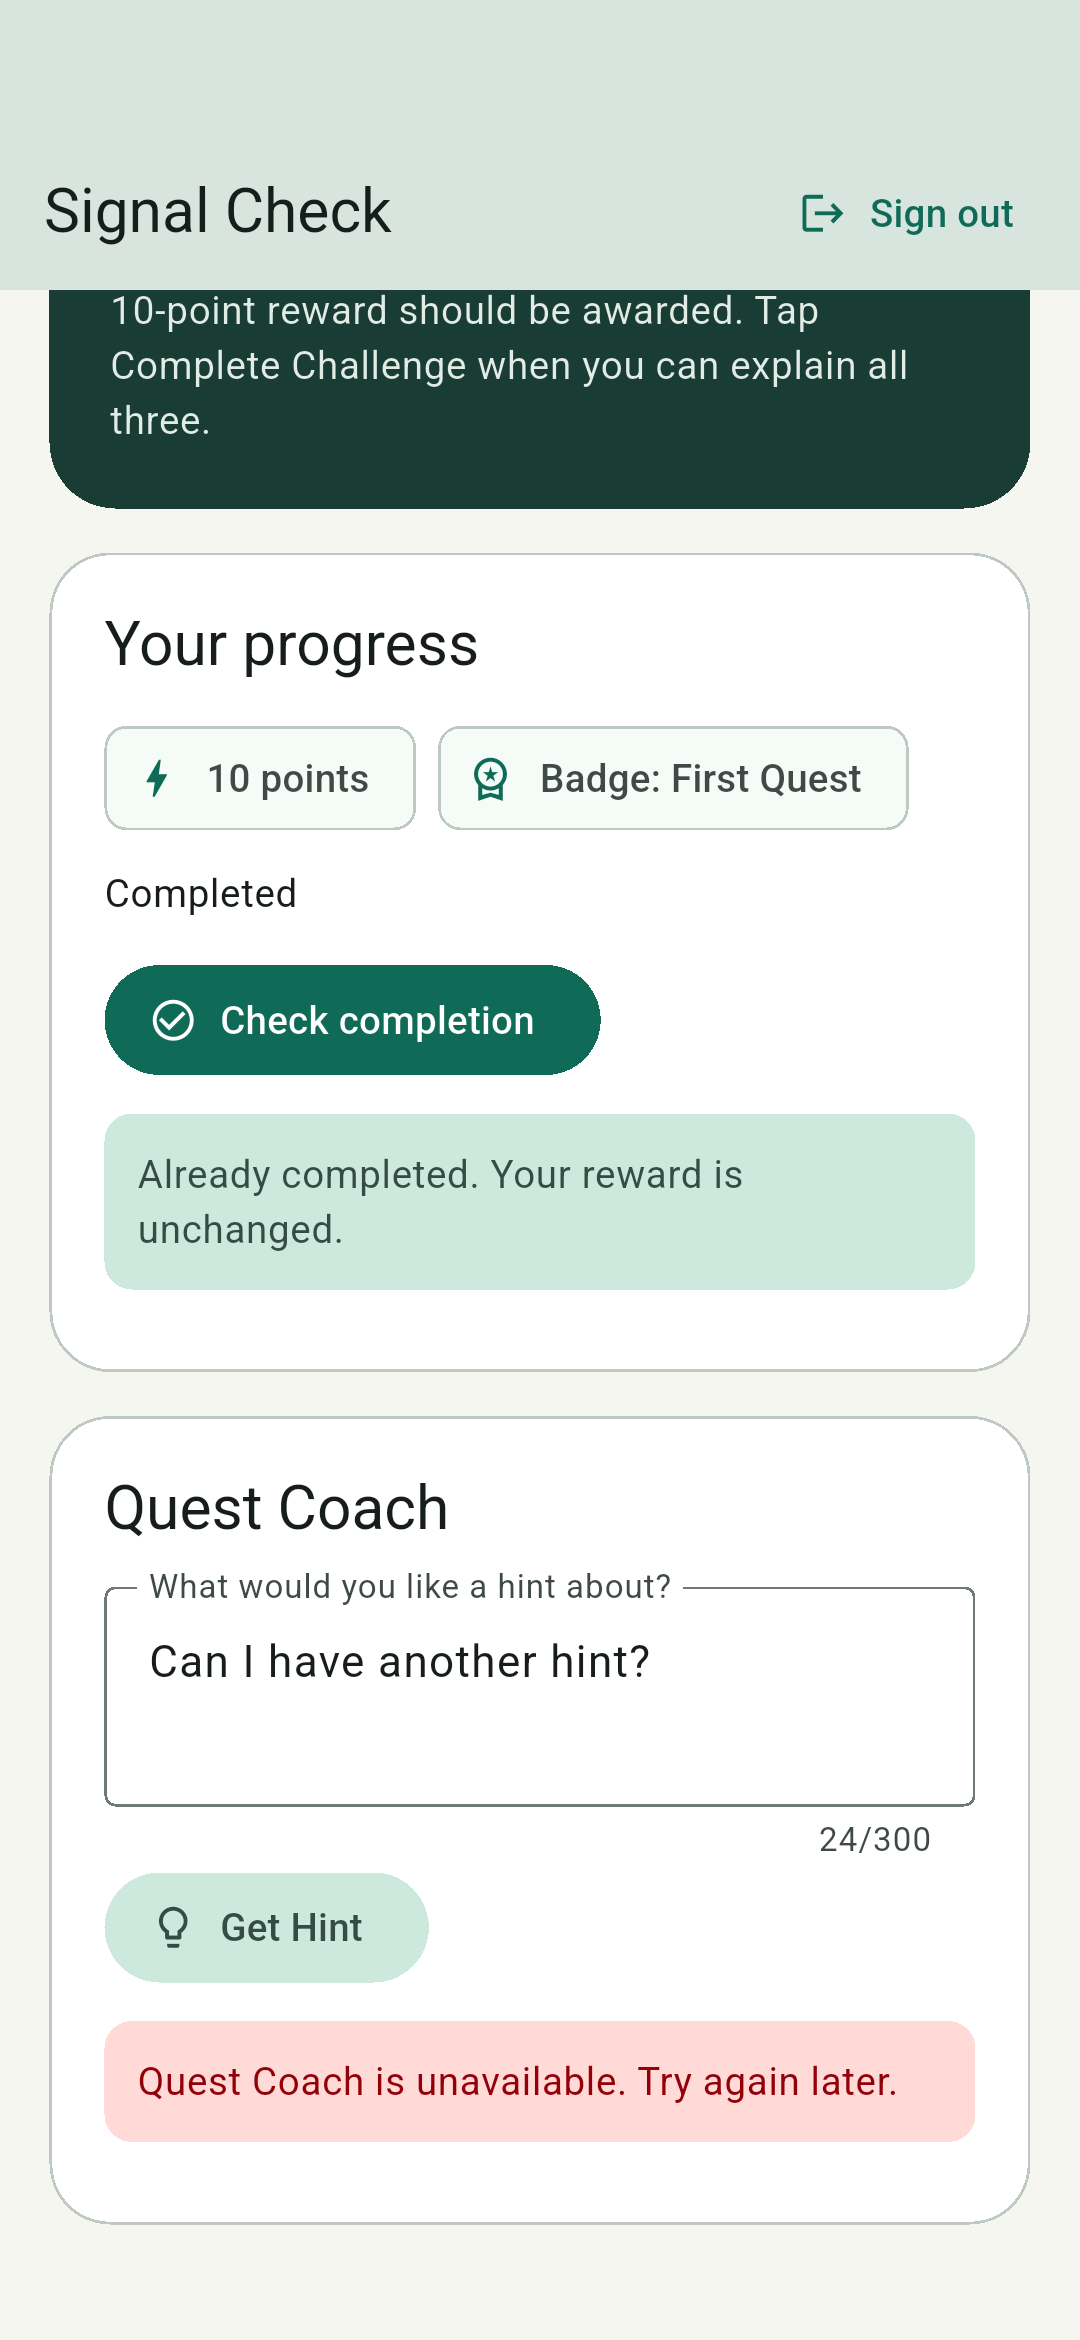 Signal Check
Sign out
10-point reward should be awarded. Tap
Complete Challenge when you can explain all
three.
Your progress
10 points
Badge: First Quest
Completed
Check completion
Already completed. Your reward is
unchanged.
Quest Coach
What would you like a hint about?
Can I have another hint?
24/300
Get Hint
Quest Coach is unavailable. Try again later.